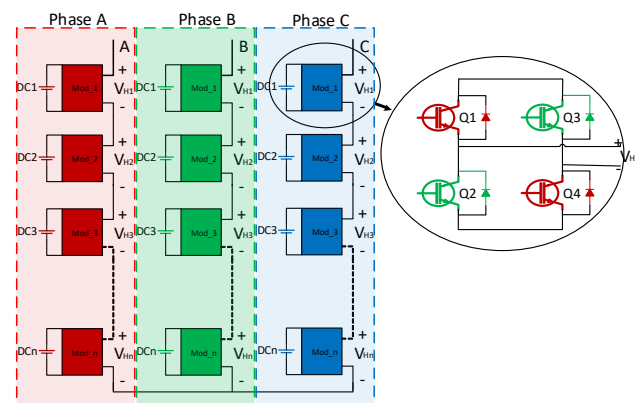 Phase A
Phase B
Phase C
A
B
C
DC1
Mod_1
+
VH1
-
DC2
Mod_2
+
VH2
-
DC3
Mod_3
+
VH3
-
DCn
Mod_n
+
VHn
-
DC1
Mod_1
+
VH1
-
DC2
Mod_2
+
VH2
-
DC3
Mod_3
+
VH3
-
DCn
Mod_n
+
VHn
-
DC1
Mod_1
+
VH1
-
DC2
Mod_2
+
VH2
-
DC3
Mod_3
+
VH3
-
DCn
Mod_n
+
VHn
-
Q1
Q3
+
VH
-
Q2
Q4